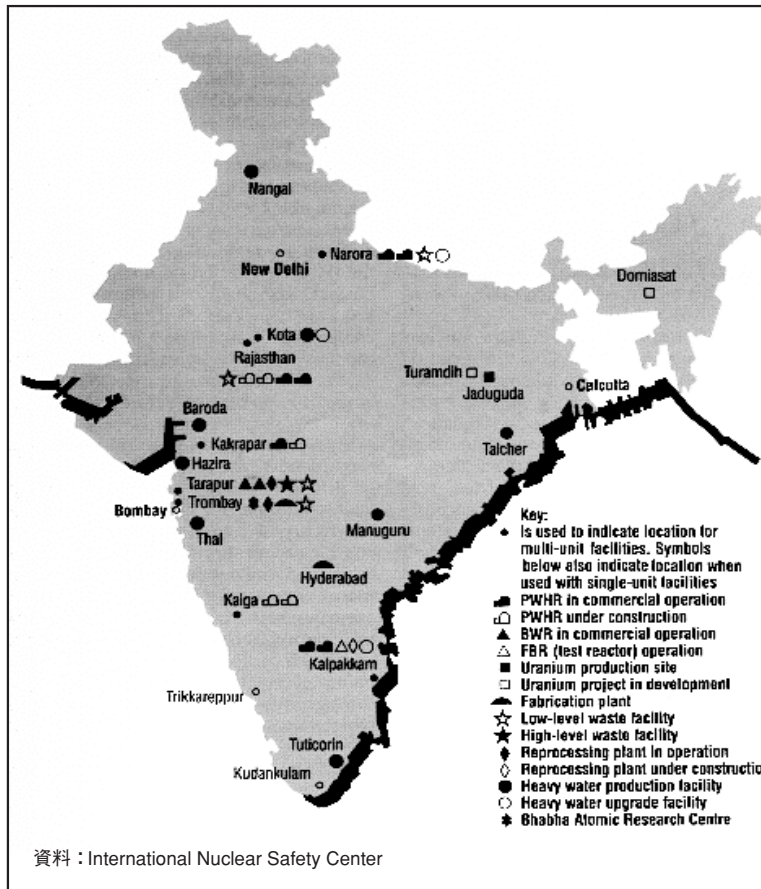 Nangal
New Delhi
Narora
Domiasat
Kota
Rajasthan
Turamdih
Jaduguda
Calcutta
Baroda
Kakrapar
Talcher
Hazira
Tarapur
Trombay
Bombay
Thal
Manuguru
Hyderabad
Kaiga
Kalpakkam
Trikkareppur
Tuticorin
Kudankulam
Key:
Is used to indicate location for
multi-unit facilities. Symbols
below also indicate location when
used with single-unit facilities
PWHR in commercial operation
PWHR under construction
BWR in commercial operation
FBR (test reactor) operation
Uranium production site
Uranium project in development
Fabrication plant
Low-level waste facility
High-level waste facility
Reprocessing plant in operation
Reprocessing plant under constructio
Heavy water production facility
Heavy water upgrade facility
Bhabha Atomic Research Centre
資料：International Nuclear Safety Center